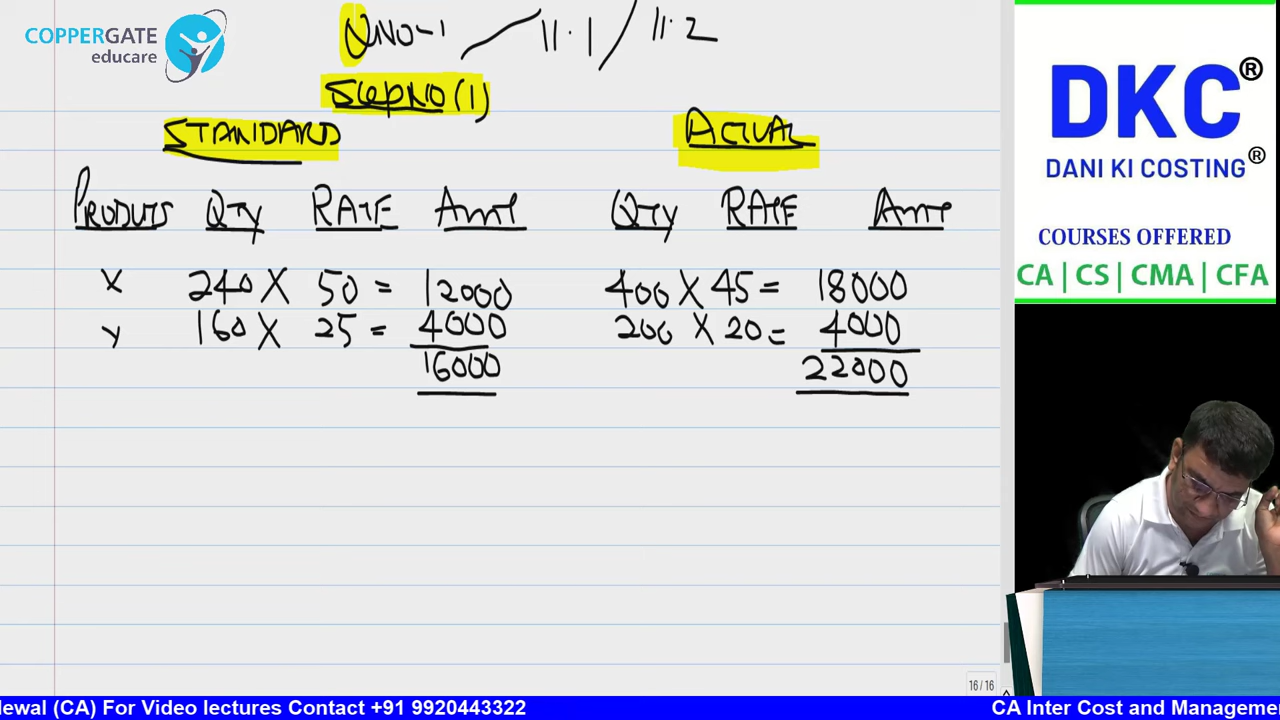 COPPERGATE
educare
QNO-1 / 11.1 / 11.2
Step NO (1)
STANDARD ACTUAL
PRODUTS QTY RATE Amt QTY RATE Amt
X 240 X 50 = 12000 400 X 45 = 18000
Y 160 X 25 = 4000 200 X 20 = 4000
16000 22000
16/16
DKC®
DANI KI COSTING®
COURSES OFFERED
CA | CS | CMA | CFA
lewal (CA) For Video lectures Contact +91 9920443322 CA Inter Cost and Manageme